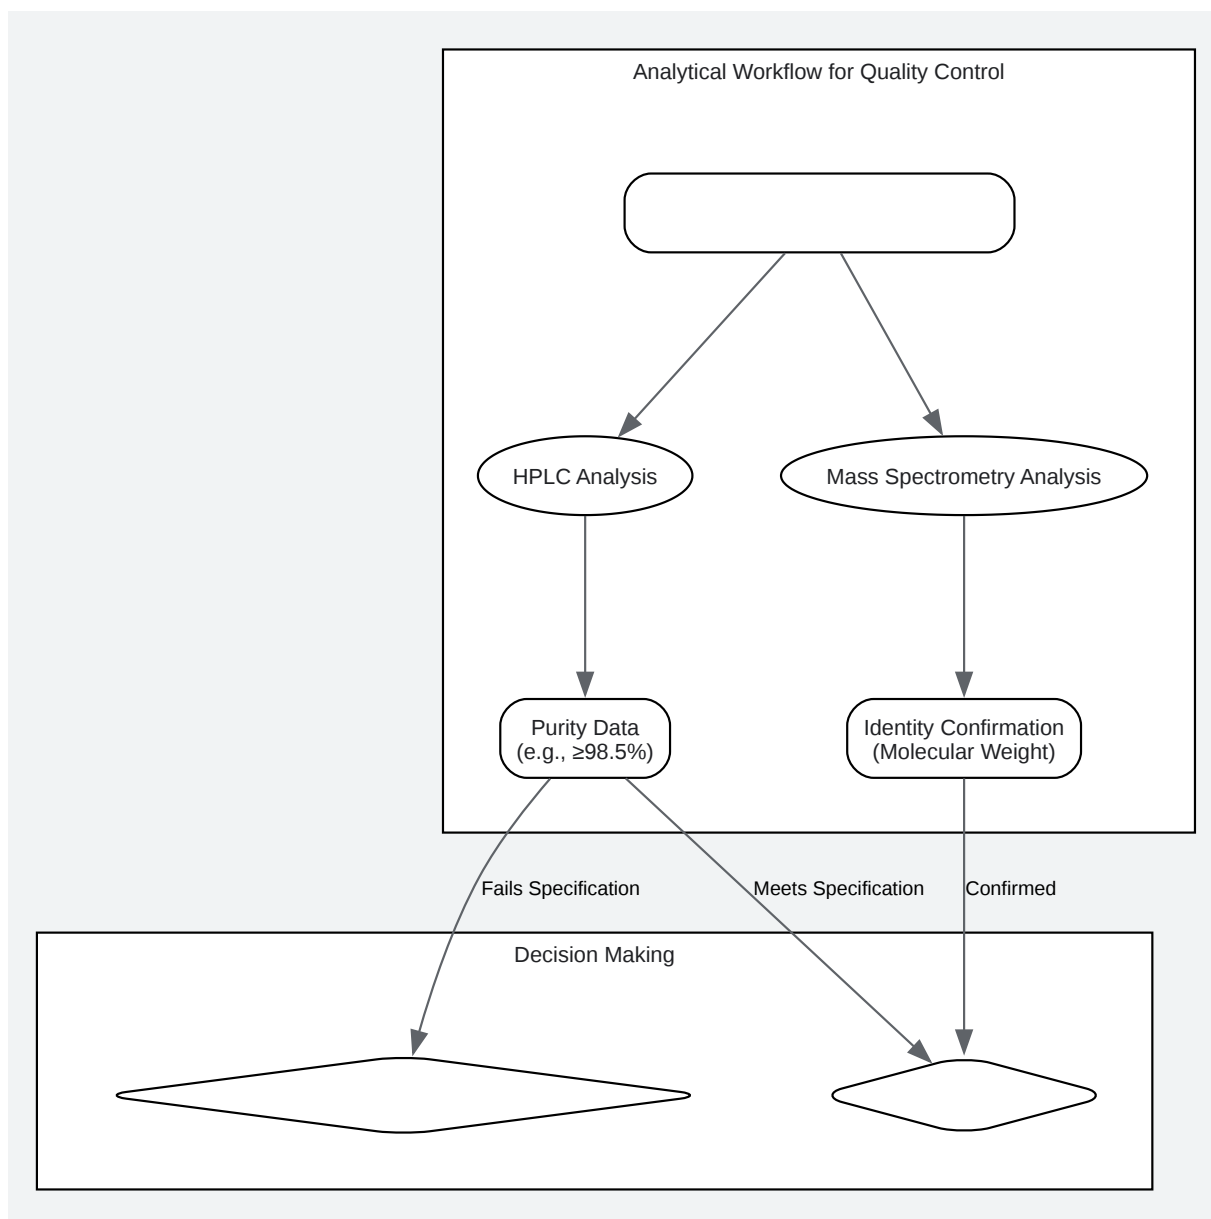 Analytical Workflow for Quality Control
HPLC Analysis
Mass Spectrometry Analysis
Purity Data
(e.g., ≥98.5%)
Identity Confirmation
(Molecular Weight)
Fails Specification
Meets Specification
Confirmed
Decision Making